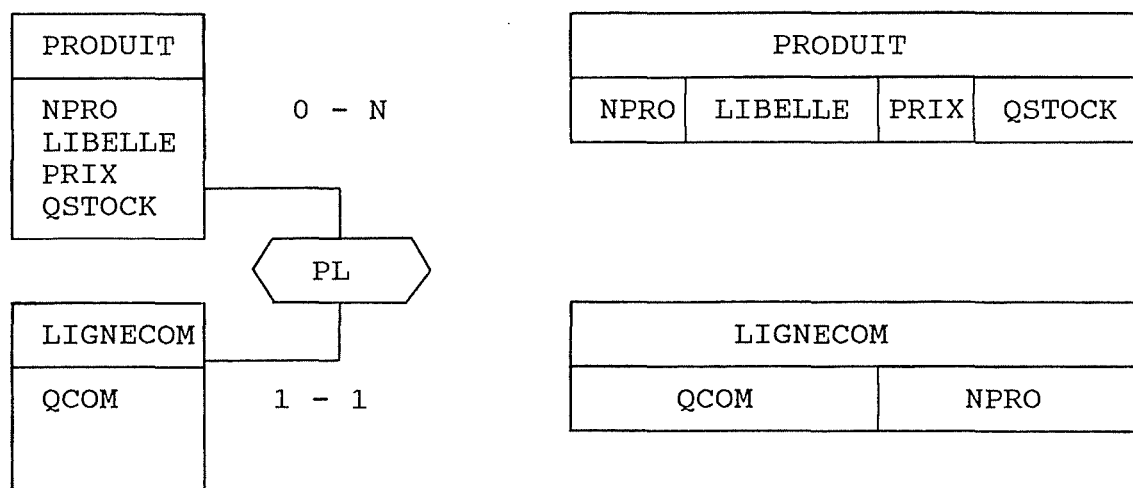 PRODUIT
NPRO
LIBELLE
PRIX
QSTOCK
0 - N
PL
LIGNECOM
QCOM
1 - 1
PRODUIT
NPRO LIBELLE PRIX QSTOCK
LIGNECOM
QCOM NPRO